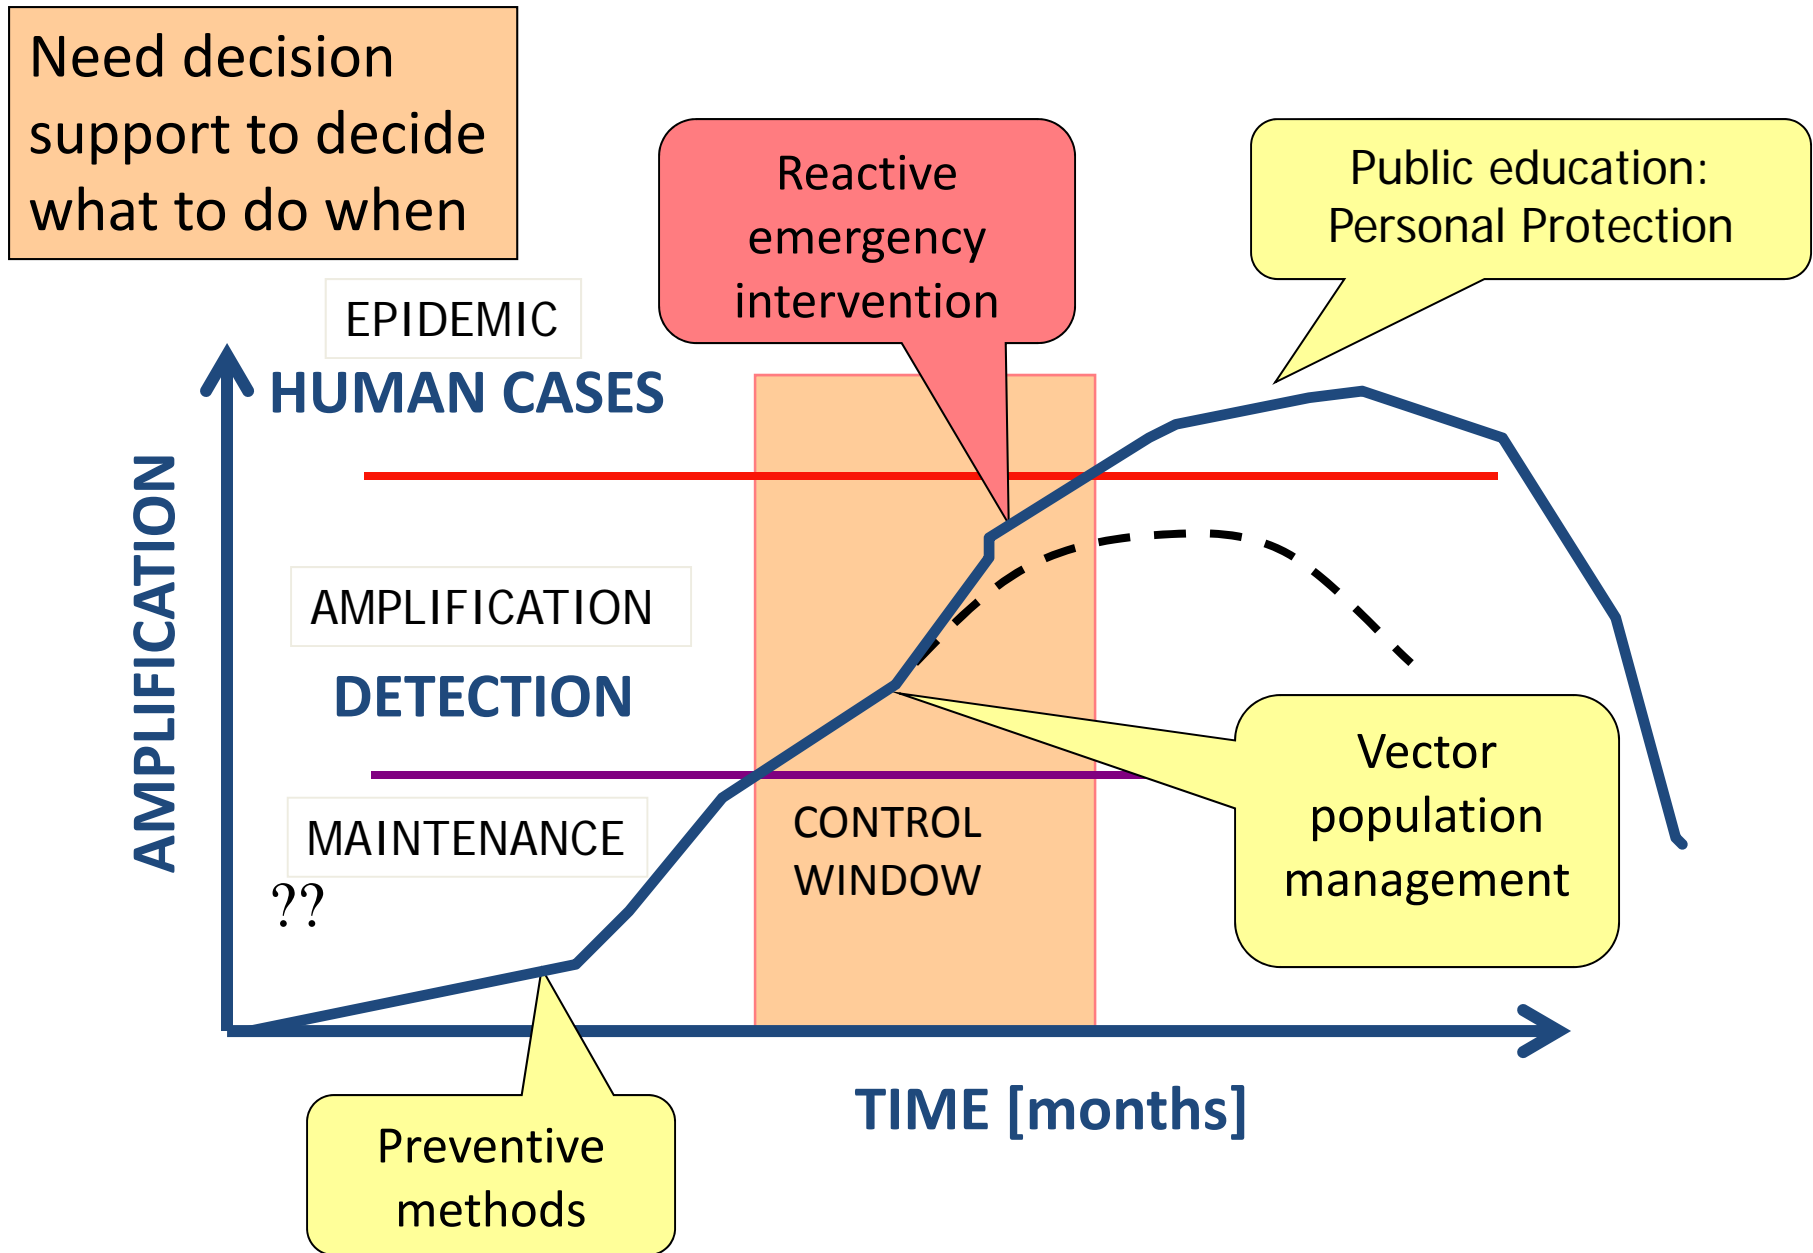 Need decision
support to decide
what to do when
Reactive
emergency
intervention
Public education:
Personal Protection
EPIDEMIC
HUMAN CASES
AMPLIFICATION
AMPLIFICATION
DETECTION
MAINTENANCE
??
CONTROL
WINDOW
Vector
population
management
TIME [months]
Preventive
methods